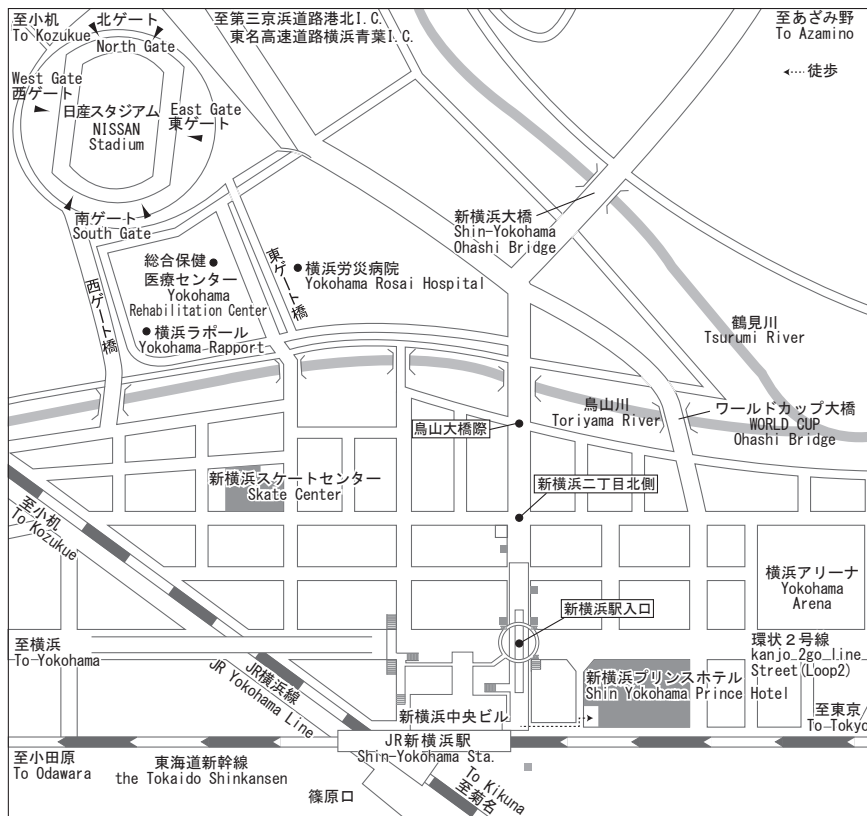 至小机
To Kozukue
北ゲート
North Gate
至第三京浜道路港北I.C.
東名高速道路横浜青葉I.C.
至あざみ野
To Azamino
徒歩
West Gate
西ゲート
日産スタジアム
NISSAN
Stadium
East Gate
東ゲート
南ゲート
South Gate
新横浜大橋
Shin-Yokohama
Ohashi Bridge
総合保健
医療センター
Yokohama
Rehabilitation Center
東ゲート橋
横浜労災病院
Yokohama Rosai Hospital
西ゲート橋
横浜ラポール
Yokohama Rapport
鶴見川
Tsurumi River
鳥山大橋際
鳥山川
Toriyama River
ワールドカップ大橋
WORLD CUP
Ohashi Bridge
新横浜スケートセンター
Skate Center
新横浜二丁目北側
至小机
To Kozukue
横浜アリーナ
Yokohama
Arena
新横浜駅入口
至横浜
To Yokohama
JR横浜線
JR Yokohama Line
環状2号線
kanjo 2go line
Street(Loop2)
新横浜プリンスホテル
Shin Yokohama Prince Hotel
新横浜中央ビル
至東京
To Tokyo
JR新横浜駅
Shin-Yokohama Sta.
至小田原
To Odawara
東海道新幹線
the Tokaido Shinkansen
篠原口
To Kikuna
至菊名